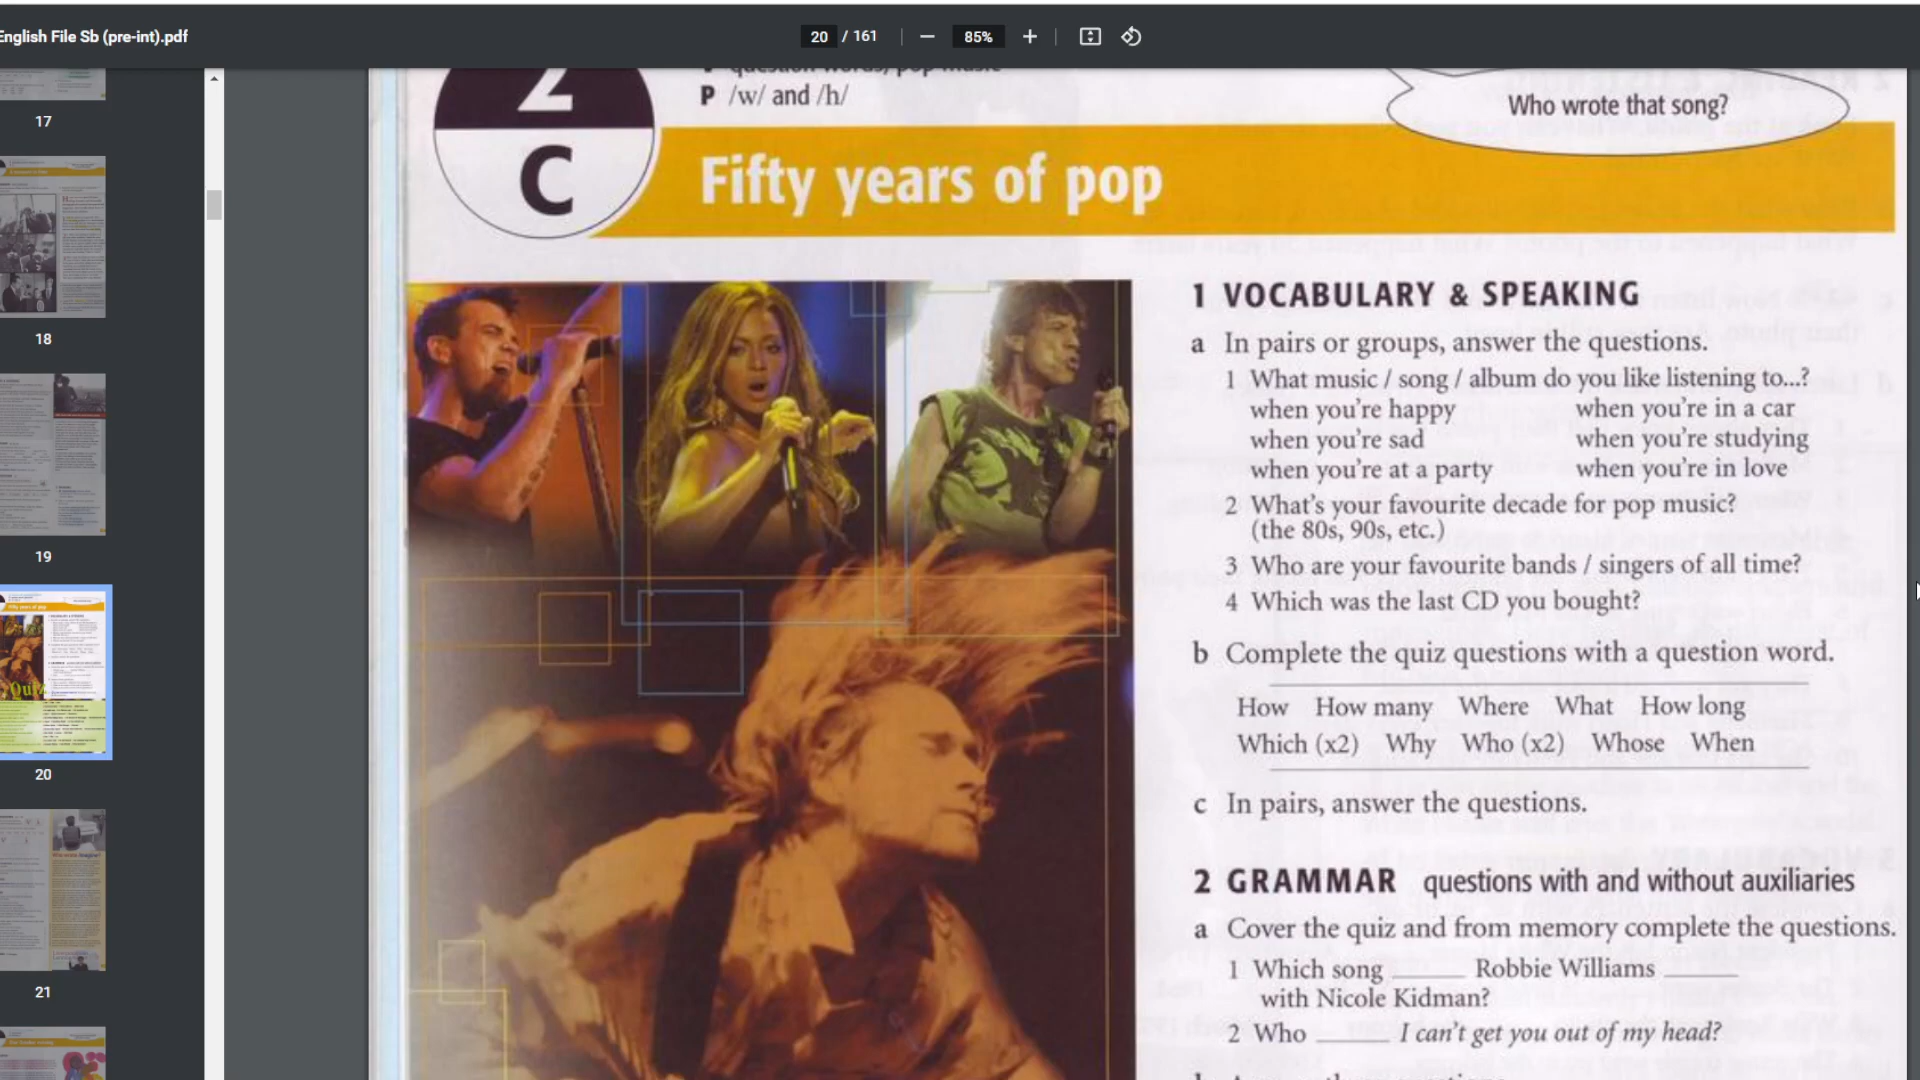 English File Sb (pre-int).pdf
20 / 161
85%
17
18
19
20
21
2
C
P /w/ and /h/
Who wrote that song?
Fifty years of pop
1 VOCABULARY & SPEAKING
a In pairs or groups, answer the questions.
1 What music / song / album do you like listening to...?
when you're happy when you're in a car
when you're sad when you're studying
when you're at a party when you're in love
2 What's your favourite decade for pop music?
(the 80s, 90s, etc.)
3 Who are your favourite bands / singers of all time?
4 Which was the last CD you bought?
b Complete the quiz questions with a question word.
How How many Where What How long
Which (x2) Why Who (x2) Whose When
c In pairs, answer the questions.
2 GRAMMAR questions with and without auxiliaries
a Cover the quiz and from memory complete the questions.
1 Which song ______ Robbie Williams ______
with Nicole Kidman?
2 Who ______ I can't get you out of my head?